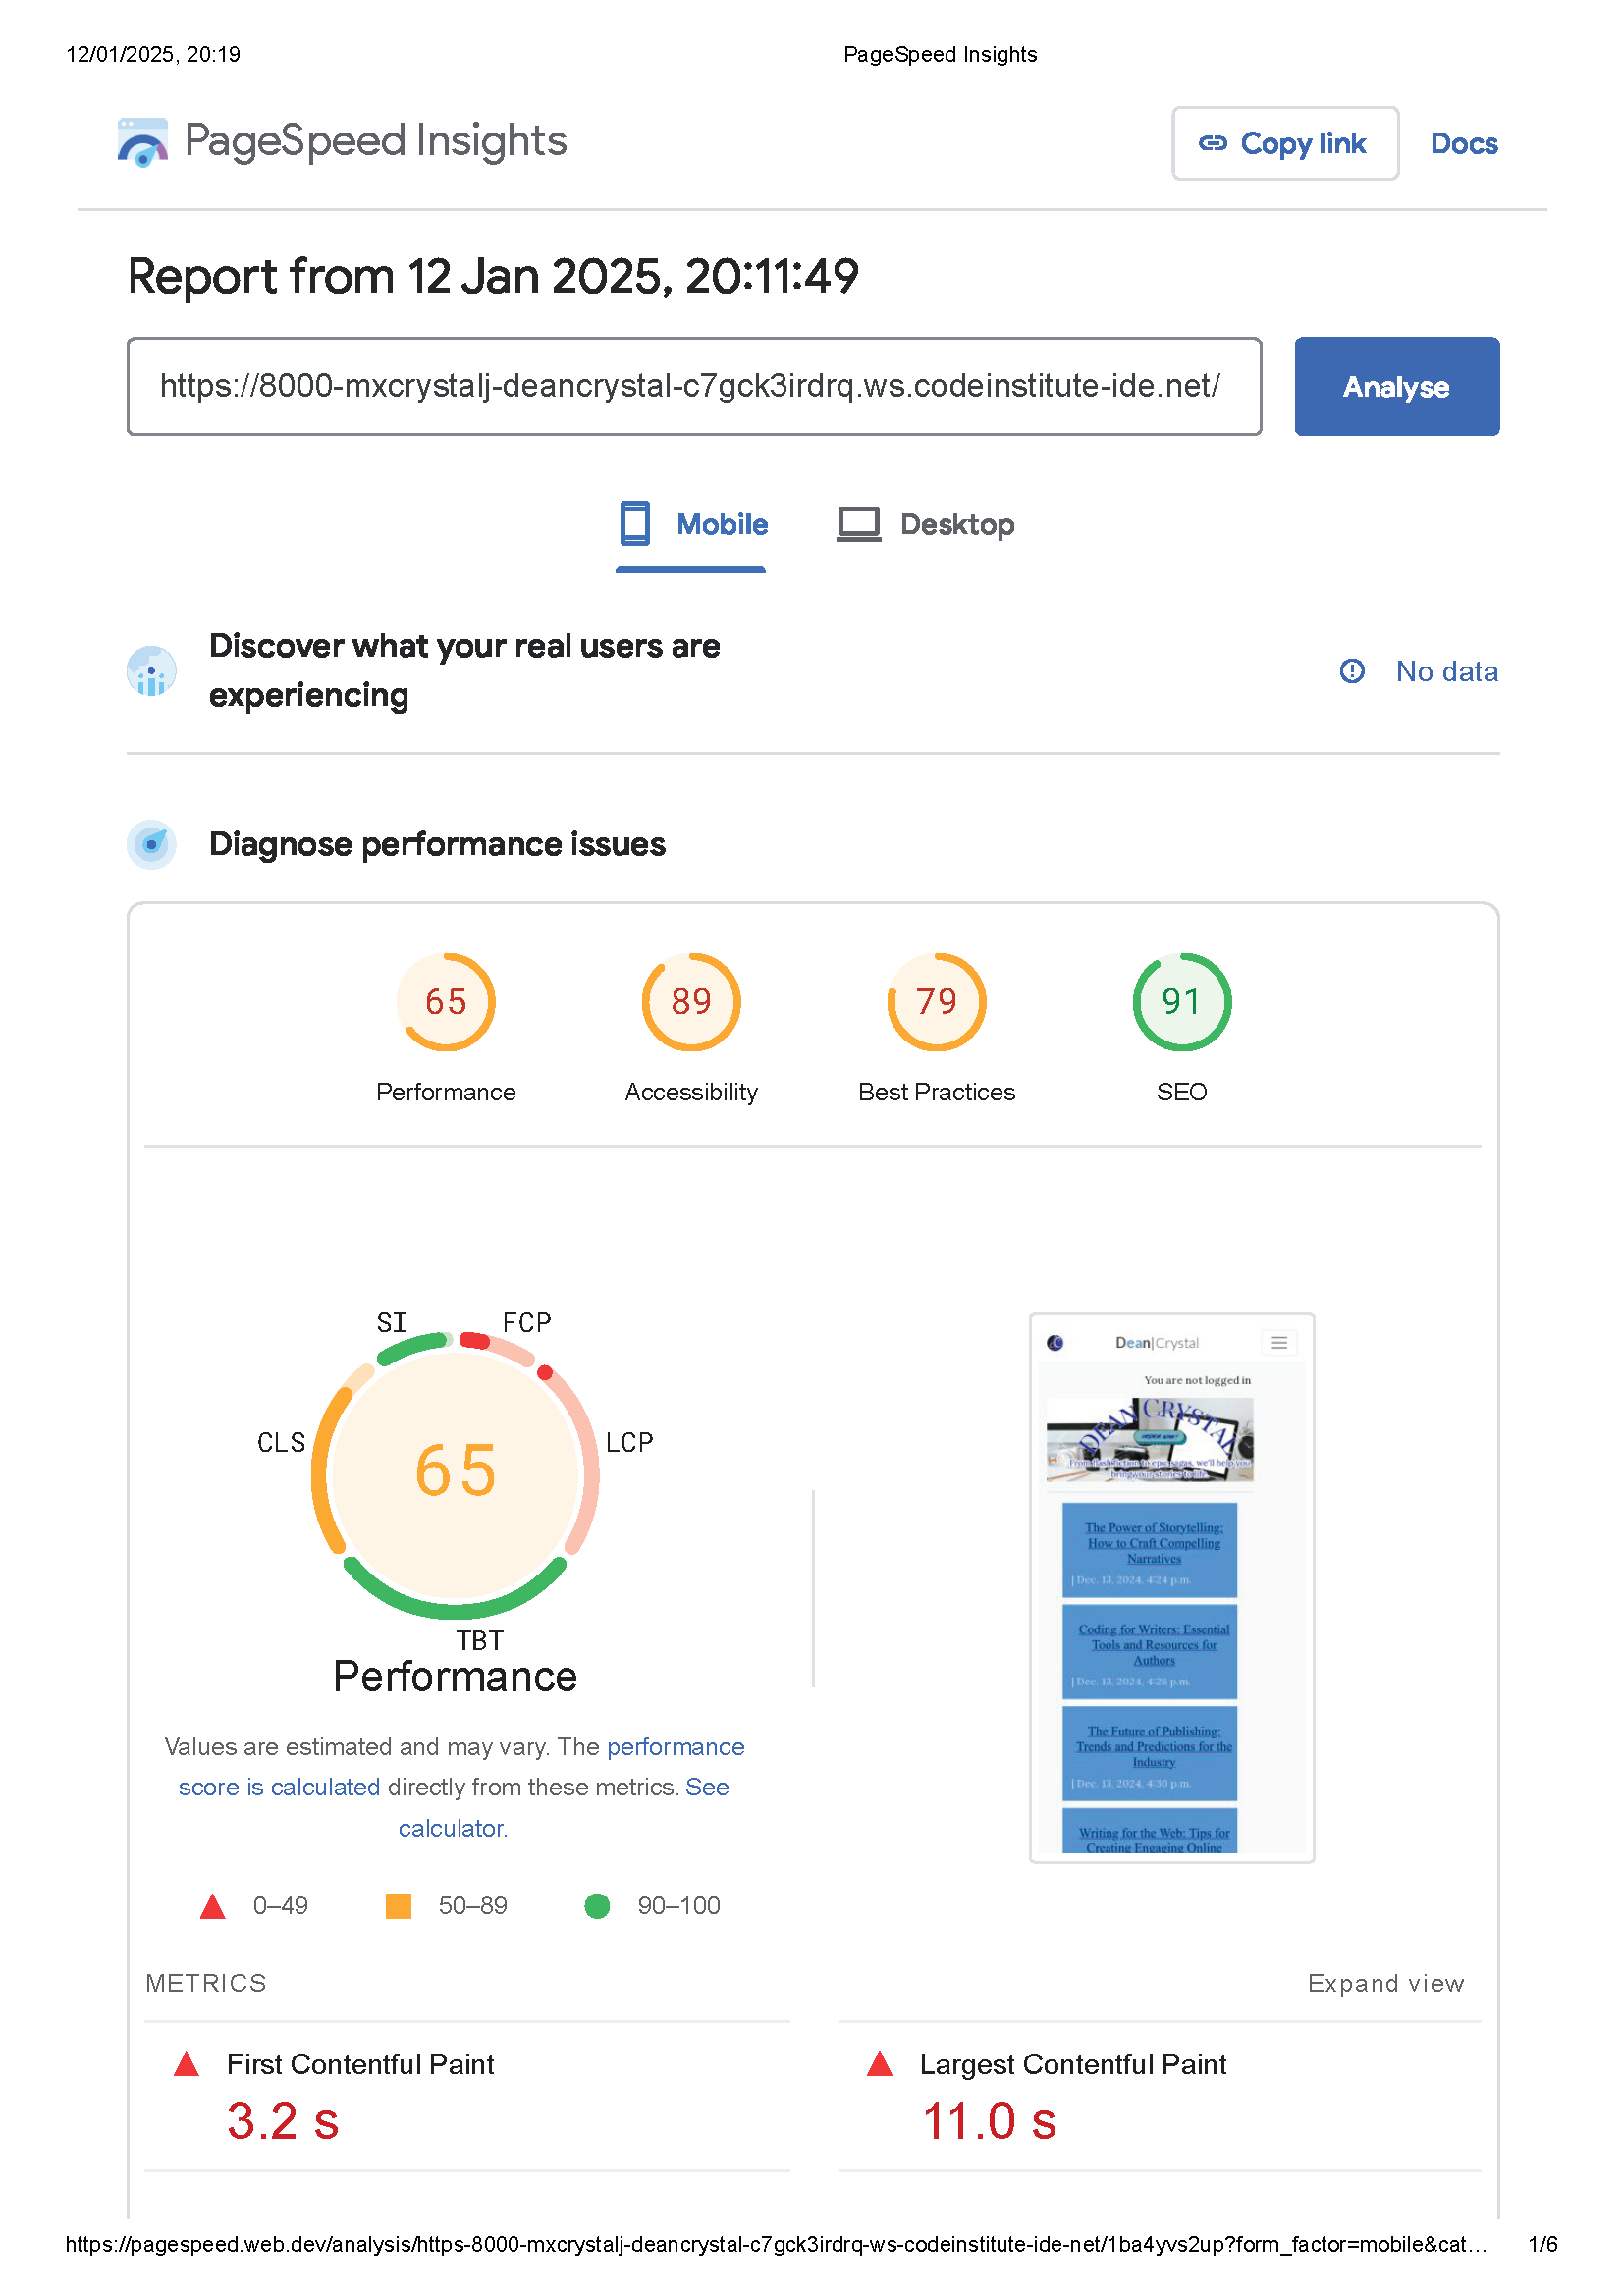 12/01/2025, 20:19
PageSpeed Insights
PageSpeed Insights
Copy link
Docs
Report from 12 Jan 2025, 20:11:49
https://8000-mxcrystalj-deancrystal-c7gck3irdrq.ws.codeinstitute-ide.net/
Analyse
Mobile
Desktop
Discover what your real users are
experiencing
No data
Diagnose performance issues
65
89
79
91
Performance
Accessibility
Best Practices
SEO
SI
FCP
CLS
LCP
65
TBT
Performance
Values are estimated and may vary. The performance
score is calculated directly from these metrics. See
calculator.
0–49
50–89
90–100
Dean|Crystal
You are not logged in
DEAN CRYSTAL
From flash fiction to epic sagas, we'll help you
bring your stories to life.
The Power of Storytelling:
How to Craft Compelling
Narratives
| Dec. 13, 2024, 4:24 p.m.
Coding for Writers: Essential
Tools and Resources for
Authors
| Dec. 13, 2024, 4:28 p.m.
The Future of Publishing:
Trends and Predictions for the
Industry
| Dec. 13, 2024, 4:30 p.m.
Writing for the Web: Tips for
Creating Engaging Online
METRICS
Expand view
First Contentful Paint
3.2 s
Largest Contentful Paint
11.0 s
https://pagespeed.web.dev/analysis/https-8000-mxcrystalj-deancrystal-c7gck3irdrq-ws-codeinstitute-ide-net/1ba4yvs2up?form_factor=mobile&cat…
1/6